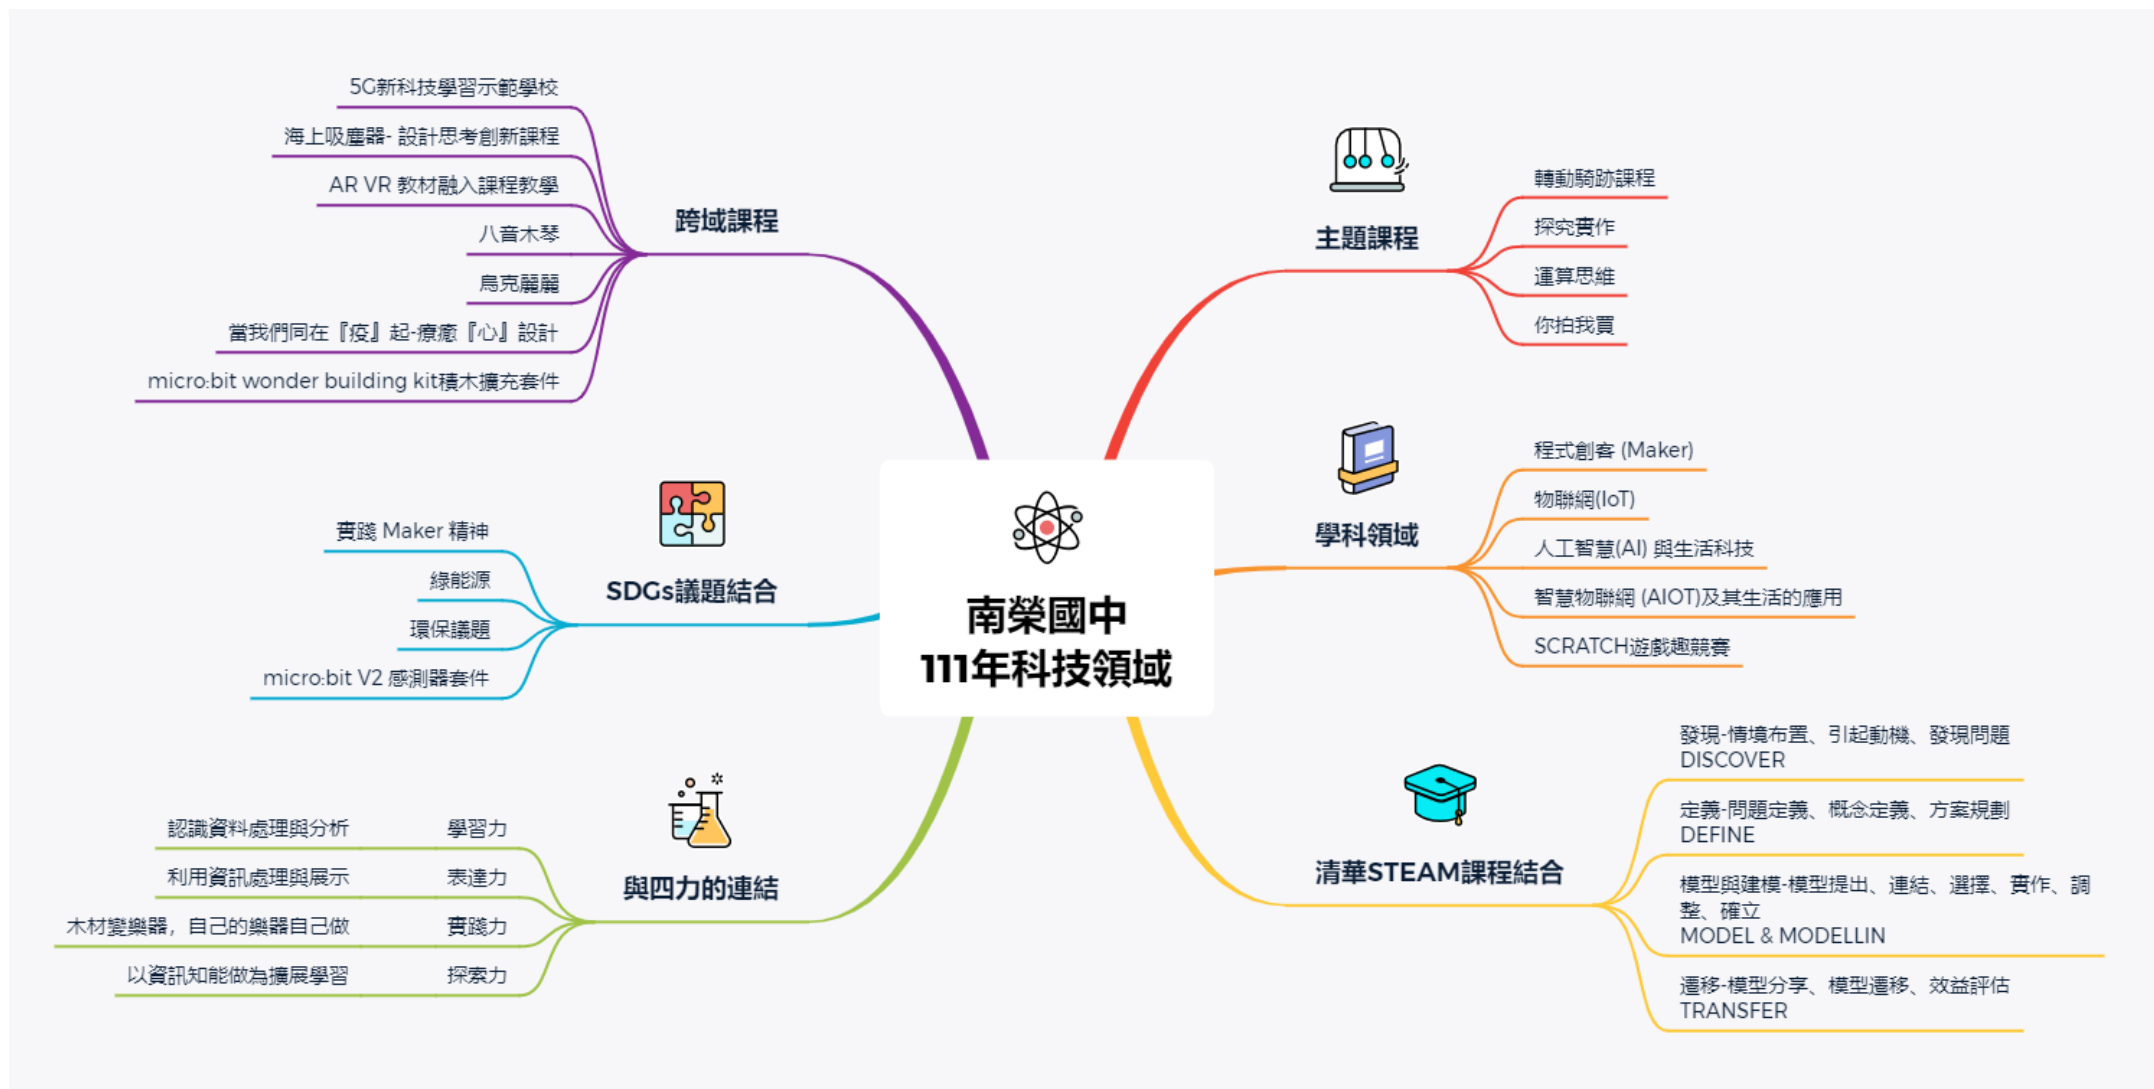 南榮國中
111年科技領域
跨域課程
5G新科技學習示範學校
海上吸塵器- 設計思考創新課程
AR VR 教材融入課程教學
八音木琴
烏克麗麗
當我們同在『疫』起-療癒『心』設計
micro:bit wonder building kit積木擴充套件
SDGs議題結合
實踐 Maker 精神
綠能源
環保議題
micro:bit V2 感測器套件
與四力的連結
學習力
認識資料處理與分析
表達力
利用資訊處理與展示
實踐力
木材變樂器，自己的樂器自己做
探索力
以資訊知能做為擴展學習
主題課程
轉動騎跡課程
探究實作
運算思維
你拍我買
學科領域
程式創客 (Maker)
物聯網(IoT)
人工智慧(AI) 與生活科技
智慧物聯網 (AIOT)及其生活的應用
SCRATCH遊戲趣競賽
清華STEAM課程結合
發現-情境布置、引起動機、發現問題
DISCOVER
定義-問題定義、概念定義、方案規劃
DEFINE
模型與建模-模型提出、連結、選擇、實作、調
整、確立
MODEL & MODELLIN
遷移-模型分享、模型遷移、效益評估
TRANSFER